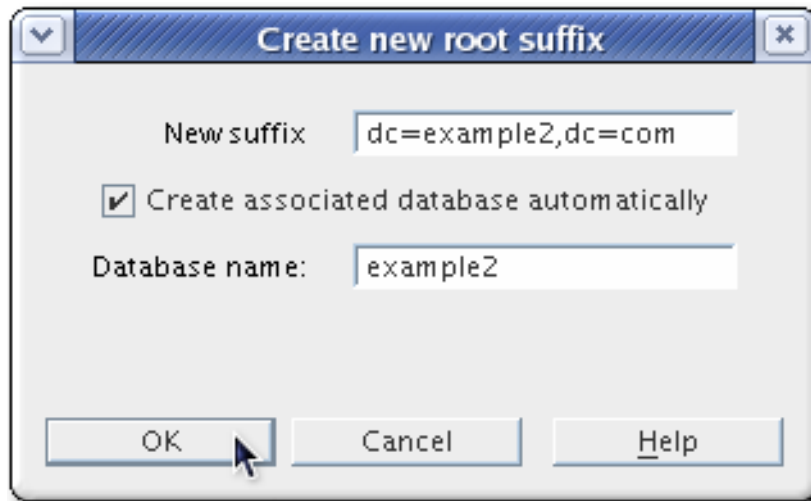 Create new root suffix
New suffix dc=example2,dc=com
Create associated database automatically
Database name: example2
OK Cancel Help